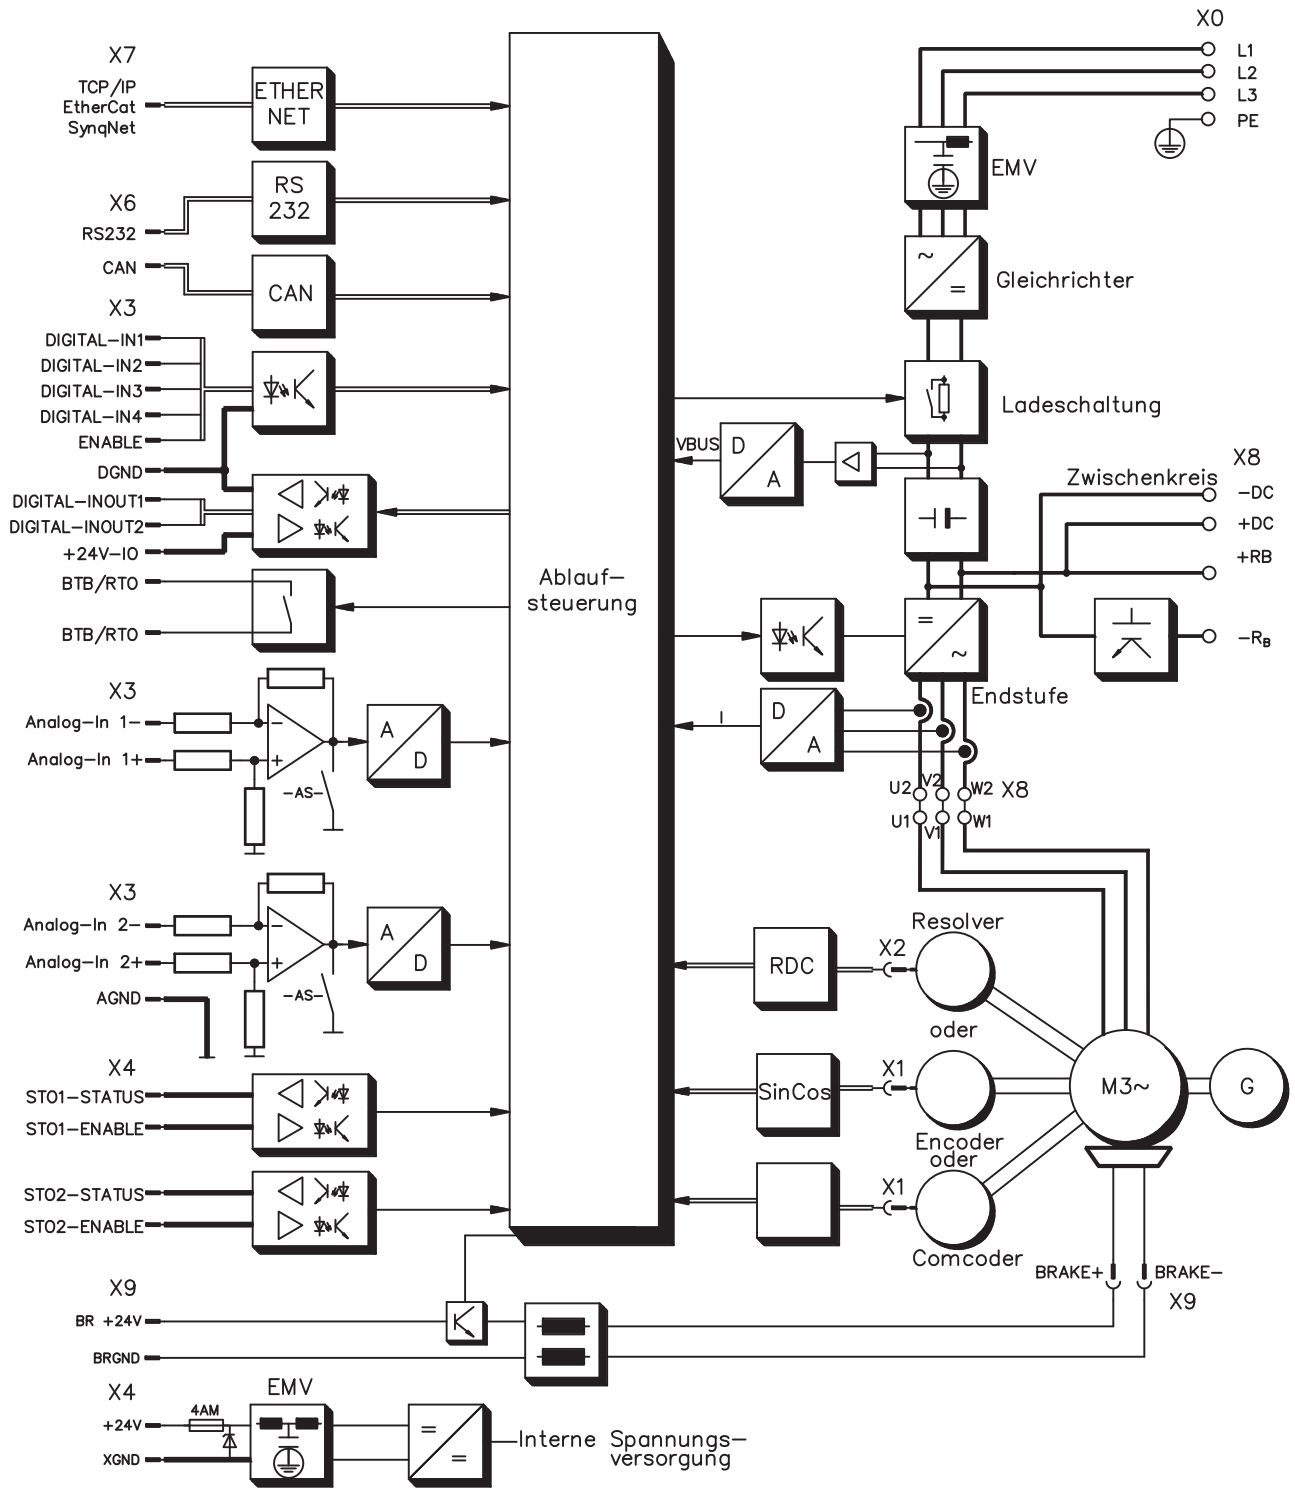 X7
TCP/IP
EtherCat
SynqNet
ETHER
NET
X6
RS232
RS
232
CAN
CAN
X3
DIGITAL-IN1
DIGITAL-IN2
DIGITAL-IN3
DIGITAL-IN4
ENABLE
DGND
DIGITAL-INOUT1
DIGITAL-INOUT2
+24V-IO
BTB/RTO
BTB/RTO
X3
Analog-In 1-
Analog-In 1+
-AS-
A
D
X3
Analog-In 2-
Analog-In 2+
AGND
-AS-
A
D
X4
STO1-STATUS
STO1-ENABLE
STO2-STATUS
STO2-ENABLE
X9
BR +24V
BRGND
X4
+24V
XGND
4AM
EMV
=
=
Interne Spannungs-
versorgung
Ablauf-
steuerung
X0
L1
L2
L3
PE
EMV
~
=
Gleichrichter
Ladeschaltung
VBUS
D
A
Zwischenkreis
X8
-DC
+DC
+RB
-RB
=
~
Endstufe
I
D
A
U2
V2
W2
X8
U1
V1
W1
Resolver
RDC
X2
oder
SinCos
X1
Encoder
oder
X1
Comcoder
M3~
G
BRAKE+
BRAKE-
X9